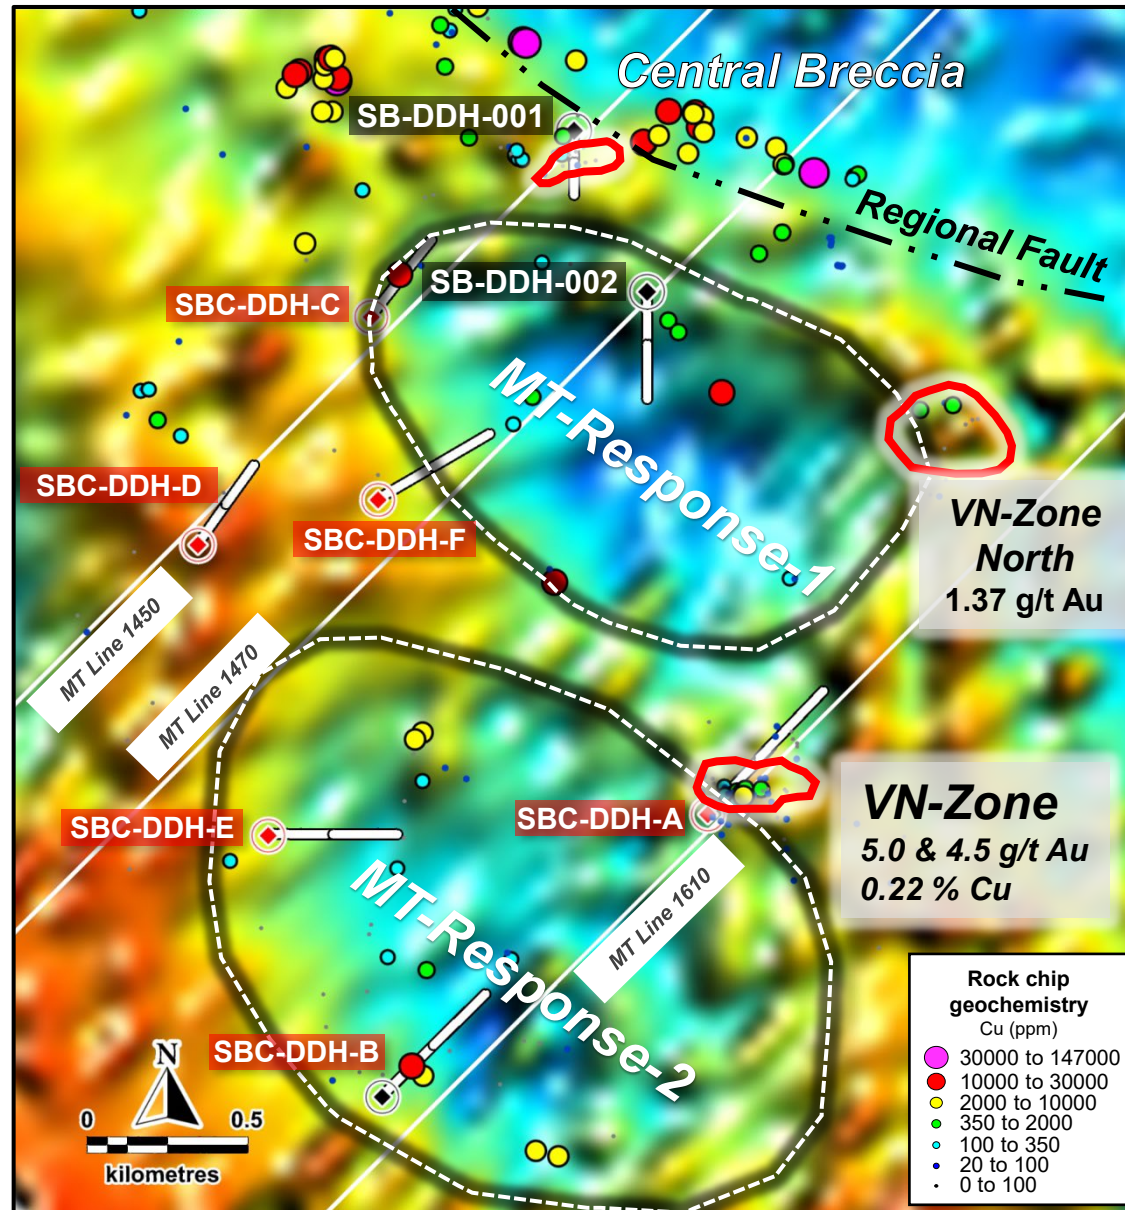 Central Breccia
SB-DDH-001
Regional Fault
SBC-DDH-C
SB-DDH-002
MT-Response-1
SBC-DDH-D
SBC-DDH-F
VN-Zone
North
1.37 g/t Au
MT Line 1450
MT Line 1470
SBC-DDH-E
SBC-DDH-A
VN-Zone
5.0 & 4.5 g/t Au
0.22 % Cu
MT-Response-2
MT Line 1610
SBC-DDH-B
N
0 0.5
kilometres
Rock chip
geochemistry
Cu (ppm)
30000 to 147000
10000 to 30000
2000 to 10000
350 to 2000
100 to 350
20 to 100
0 to 100